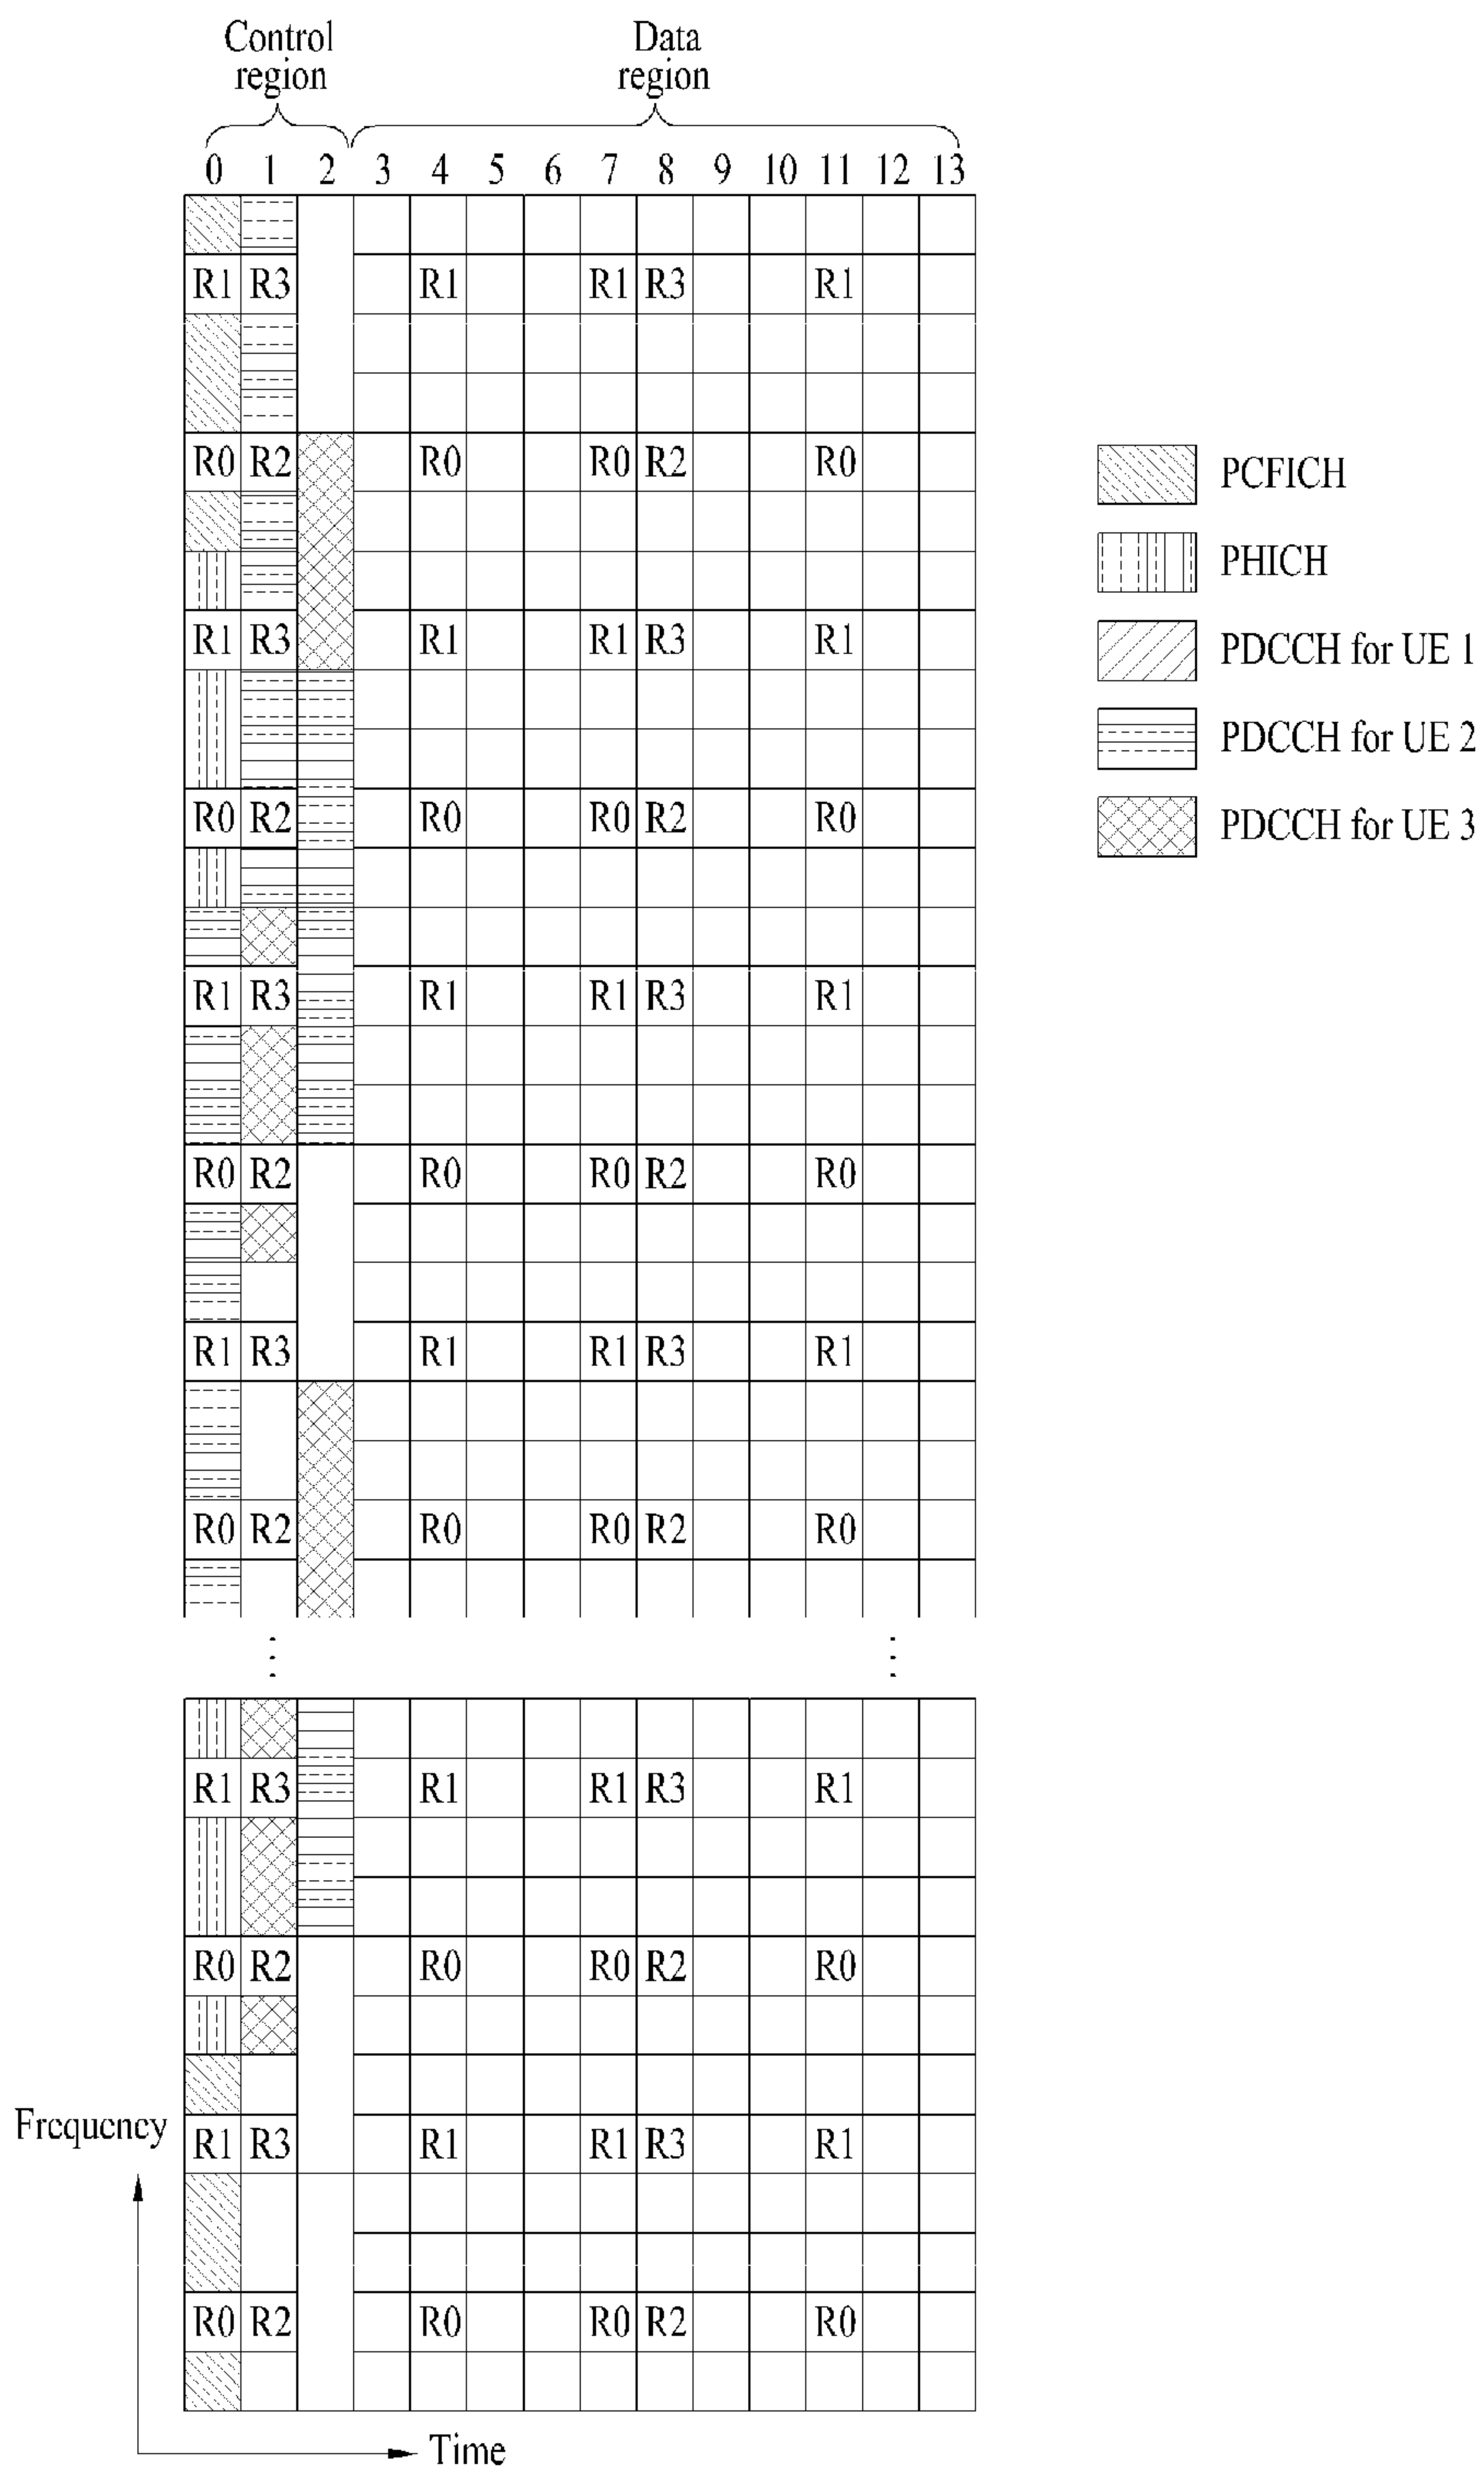 Control region Data region
0 1 2 3 4 5 6 7 8 9 10 11 12 13
R1 R3 R1 R1 R3 R1
R0 R2 R0 R0 R2 R0
PCFICH
PHICH
R1 R3 R1 R1 R3 R1
PDCCH for UE 1
PDCCH for UE 2
R0 R2 R0 R0 R2 R0
PDCCH for UE 3
R1 R3 R1 R1 R3 R1
R0 R2 R0 R0 R2 R0
R1 R3 R1 R1 R3 R1
R0 R2 R0 R0 R2 R0
R1 R3 R1 R1 R3 R1
R0 R2 R0 R0 R2 R0
Frequency
R1 R3 R1 R1 R3 R1
R0 R2 R0 R0 R2 R0
Time